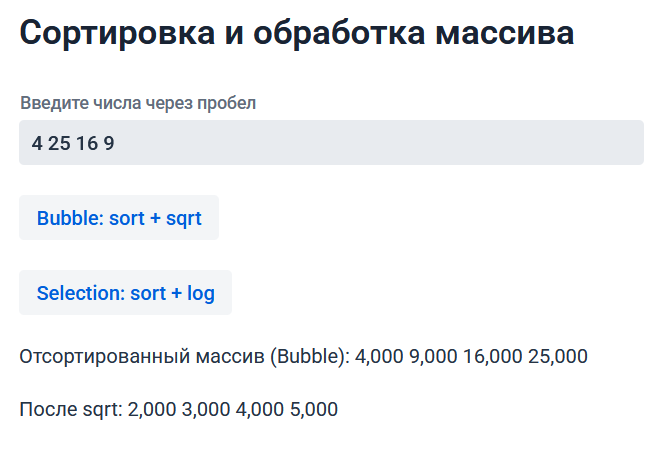 Сортировка и обработка массива
Введите числа через пробел
4 25 16 9
Bubble: sort + sqrt
Selection: sort + log
Отсортированный массив (Bubble): 4,000 9,000 16,000 25,000
После sqrt: 2,000 3,000 4,000 5,000